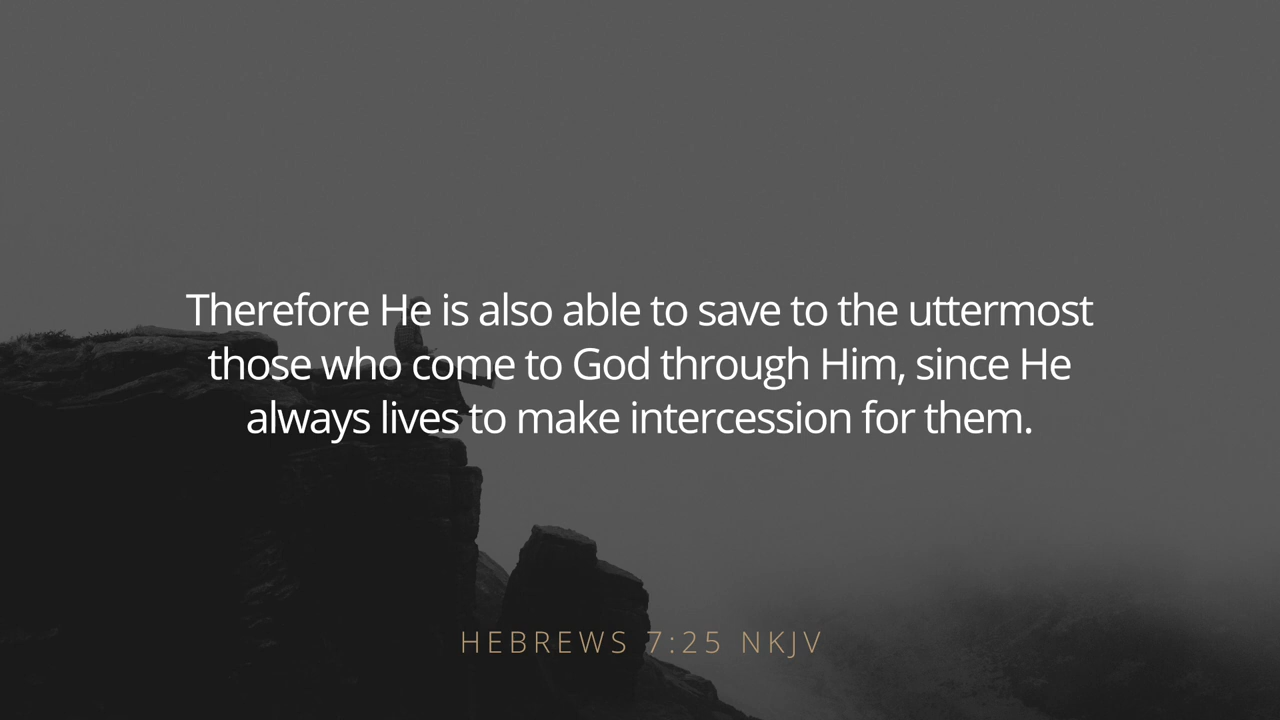 Therefore He is also able to save to the uttermost
those who come to God through Him, since He
always lives to make intercession for them.
HEBREWS 7:25 NKJV